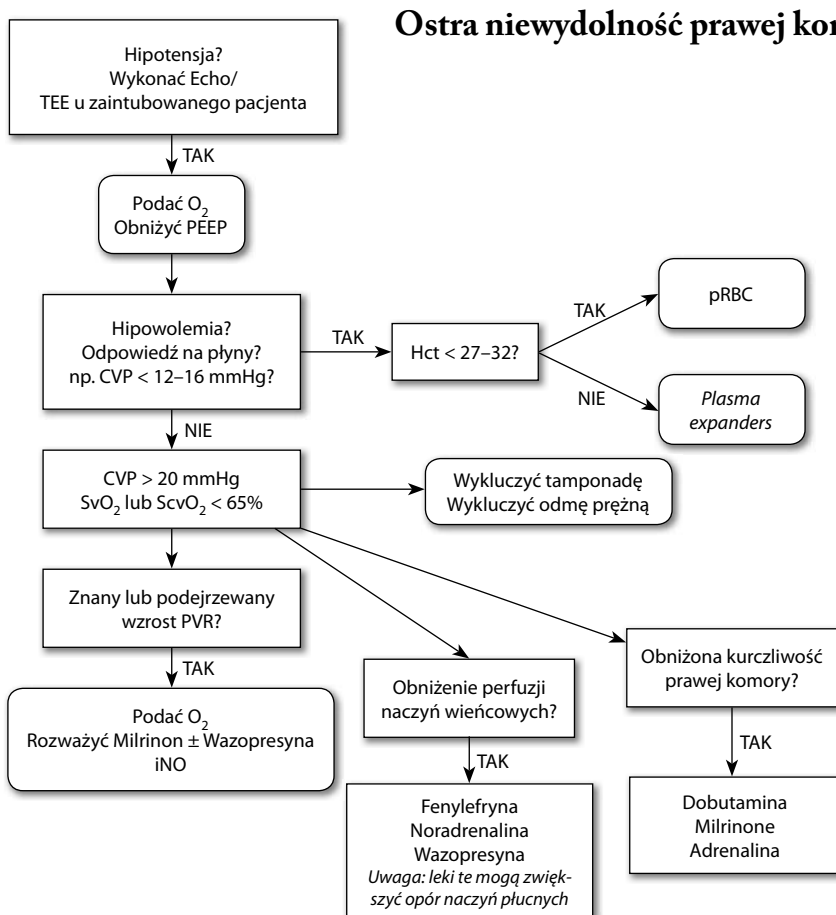 Ostra niewydolność prawej
Hipotensja?
Wykonać Echo/
TEE u zaintubowanego pacjenta
TAK
Podać O₂
Obniżyć PEEP
Hipowolemia?
Odpowiedź na płyny?
np. CVP < 12–16 mmHg?
TAK
Hct < 27–32?
TAK
pRBC
NIE
Plasma
expanders
NIE
CVP > 20 mmHg
SvO₂ lub ScvO₂ < 65%
Wykluczyć tamponadę
Wykluczyć odmę prężną
Znany lub podejrzewany
wzrost PVR?
TAK
Podać O₂
Rozważyć Milrinon ± Wazopresyna
iNO
Obniżenie perfuzji
naczyń wieńcowych?
TAK
Fenylefryna
Noradrenalina
Wazopresyna
Uwaga: leki te mogą zwięk-
szyć opór naczyń płucnych
Obniżona kurczliwość
prawej komory?
TAK
Dobutamina
Milrinone
Adrenalina